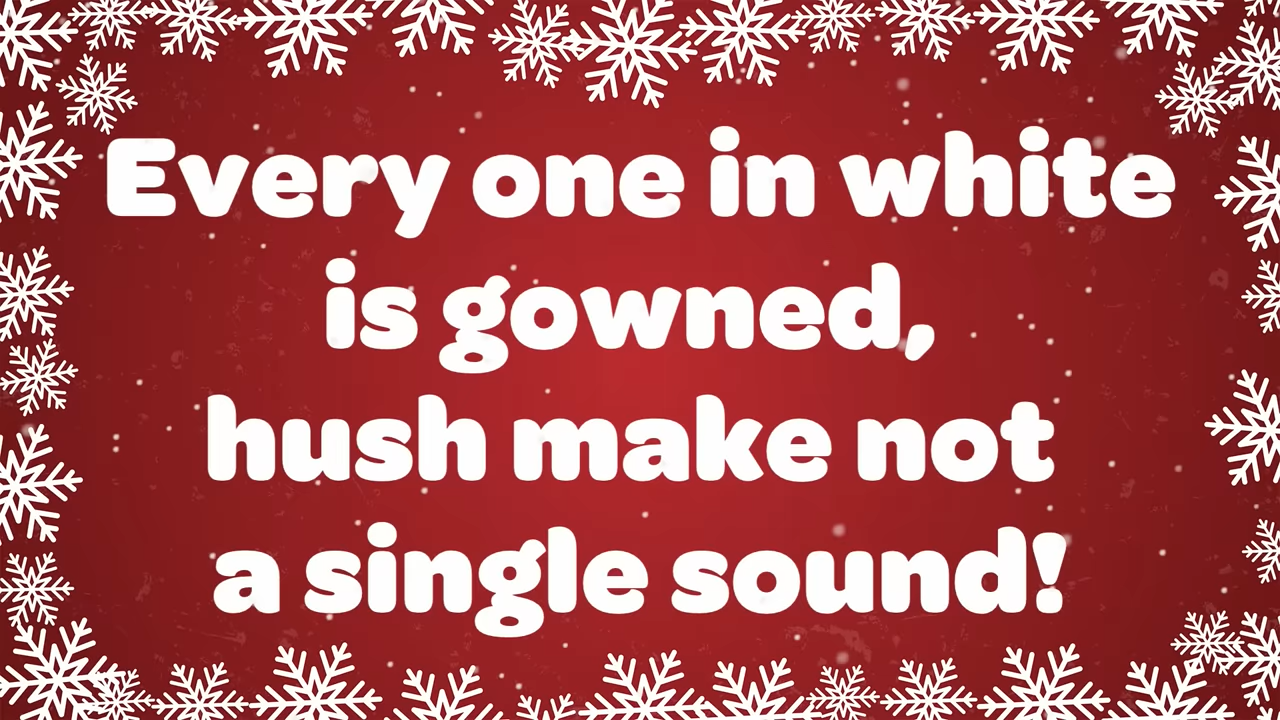 Every one in white
is gowned,
hush make not
a single sound!